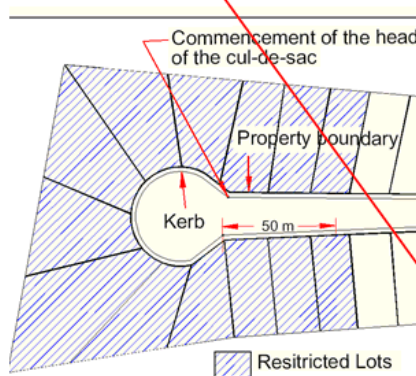 Commencement of the head
of the cul-de-sac
Property boundary
Kerb
50 m
Resitricted Lots